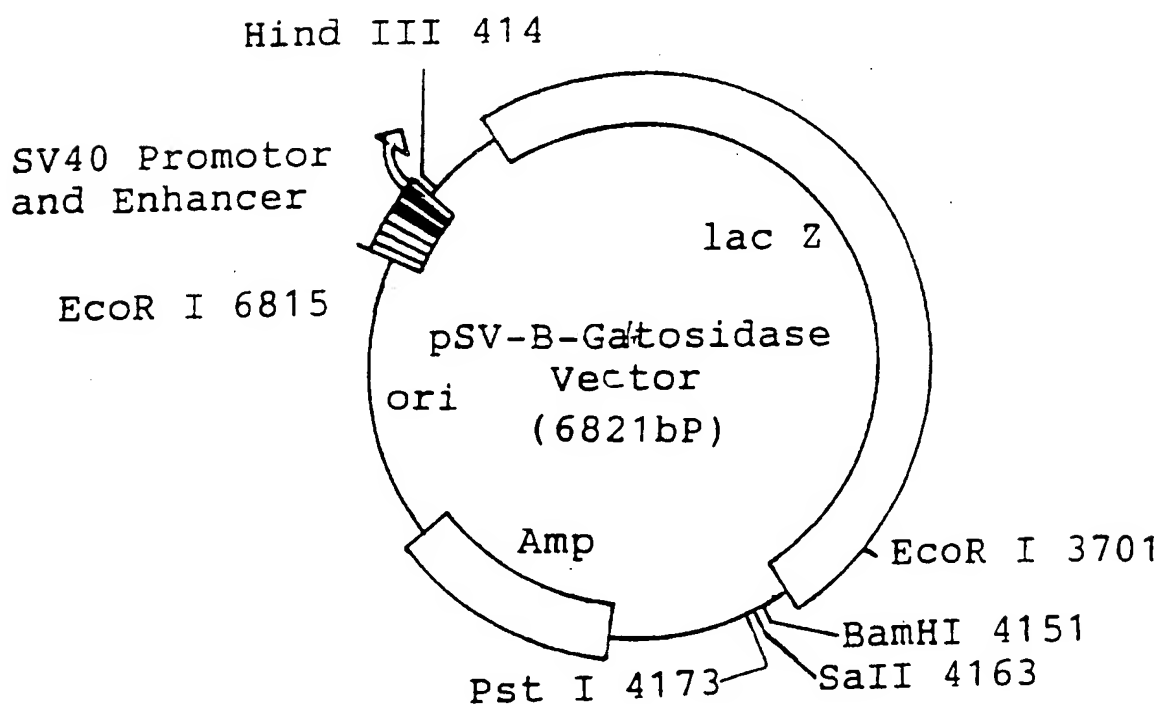 Hind III 414
SV40 Promotor
and Enhancer
lac Z
EcoR I 6815
pSV-B-Gatosidase
Vector
(6821bP)
ori
Amp
EcoR I 3701
BamHI 4151
SaII 4163
Pst I 4173